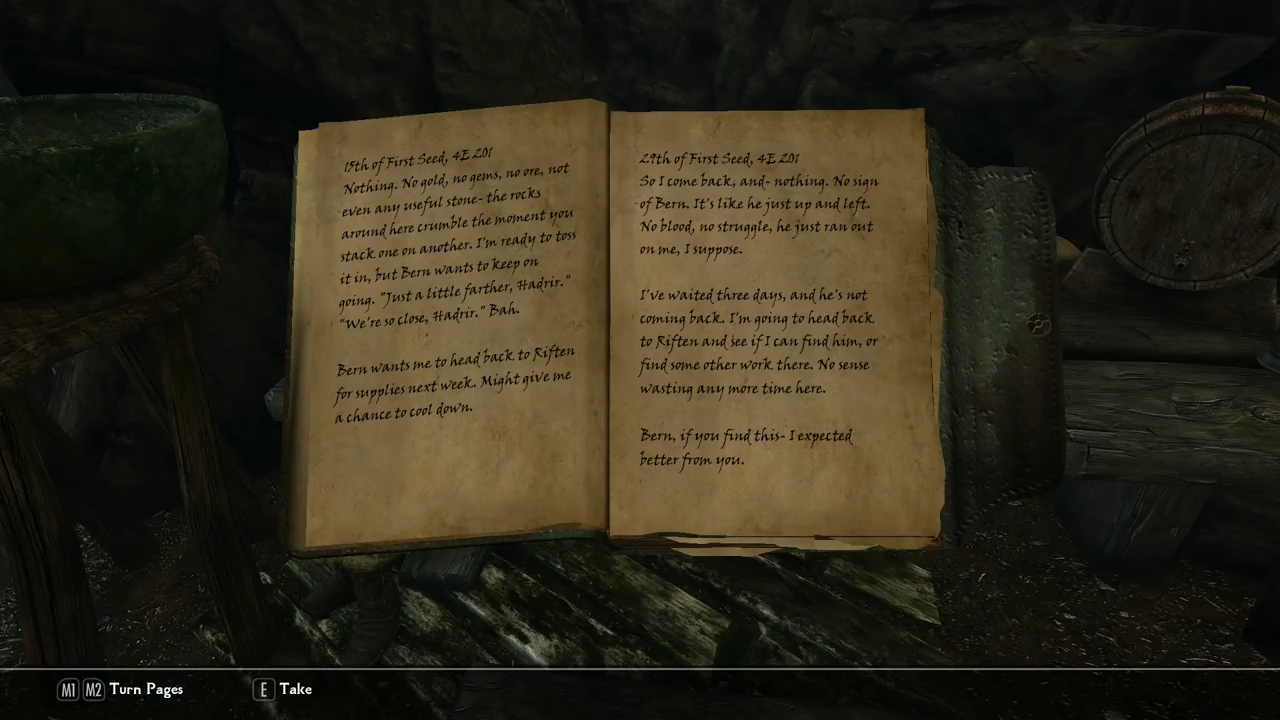 15th of First Seed, 4E 201
Nothing. No gold, no gems, no ore, not
even any useful stone- the rocks
around here crumble the moment you
stack one on another. I'm ready to toss
it in, but Bern wants to keep on
going. "Just a little farther, Hadrir."
"We're so close, Hadrir." Bah.
Bern wants me to head back to Riften
for supplies next week. Might give me
a chance to cool down.
29th of First Seed, 4E 201
So I come back, and- nothing. No sign
of Bern. It's like he just up and left.
No blood, no struggle, he just ran out
on me, I suppose.
I've waited three days, and he's not
coming back. I'm going to head back
to Riften and see if I can find him, or
find some other work there. No sense
wasting any more time here.
Bern, if you find this- I expected
better from you.
M1 M2 Turn Pages
E Take